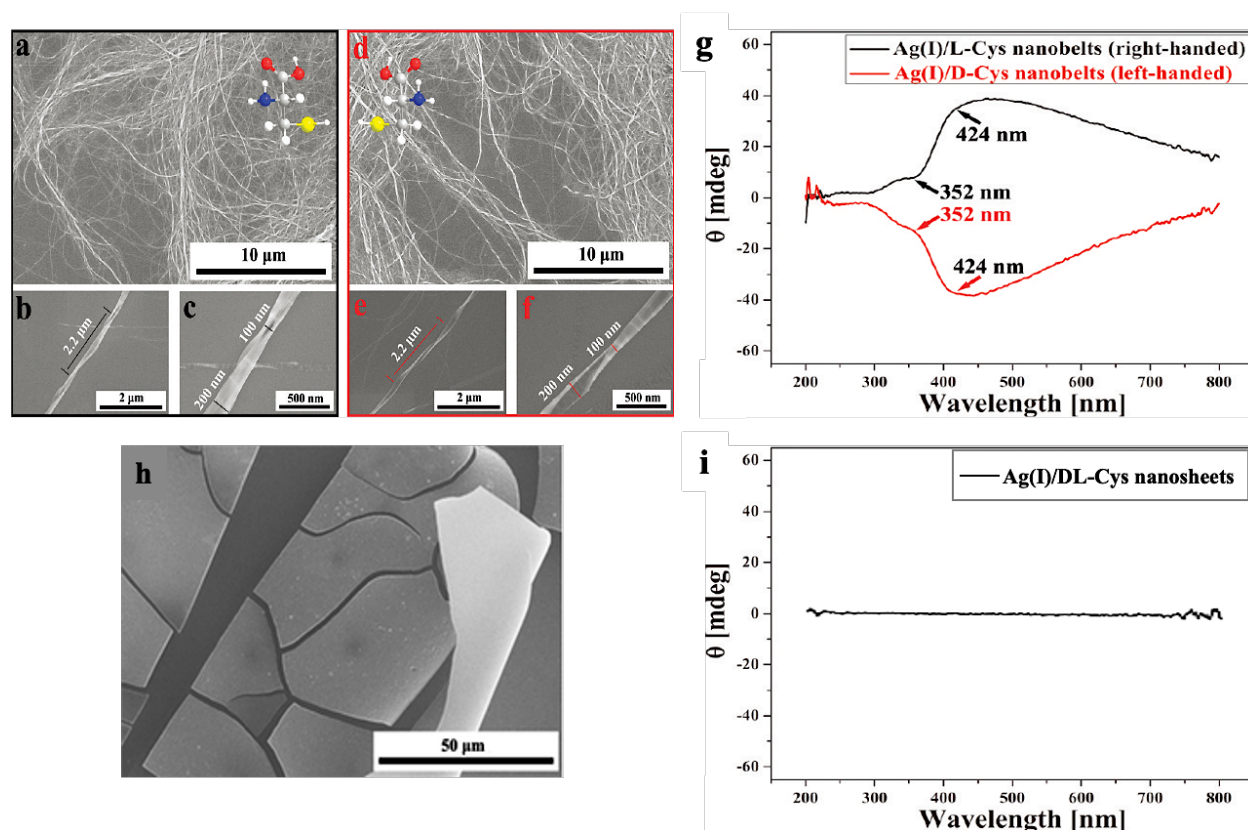 a
10 µm
b
2.2 µm
2 µm
c
100 nm
200 nm
500 nm
d
10 µm
e
2.2 µm
2 µm
f
100 nm
200 nm
500 nm
g
Ag(I)/L-Cys nanobelts (right-handed)
Ag(I)/D-Cys nanobelts (left-handed)
60
40
20
0
-20
-40
-60
θ [mdeg]
424 nm
352 nm
352 nm
424 nm
200 300 400 500 600 700 800
Wavelength [nm]
h
50 µm
i
Ag(I)/DL-Cys nanosheets
60
40
20
0
-20
-40
-60
θ [mdeg]
200 300 400 500 600 700 800
Wavelength [nm]